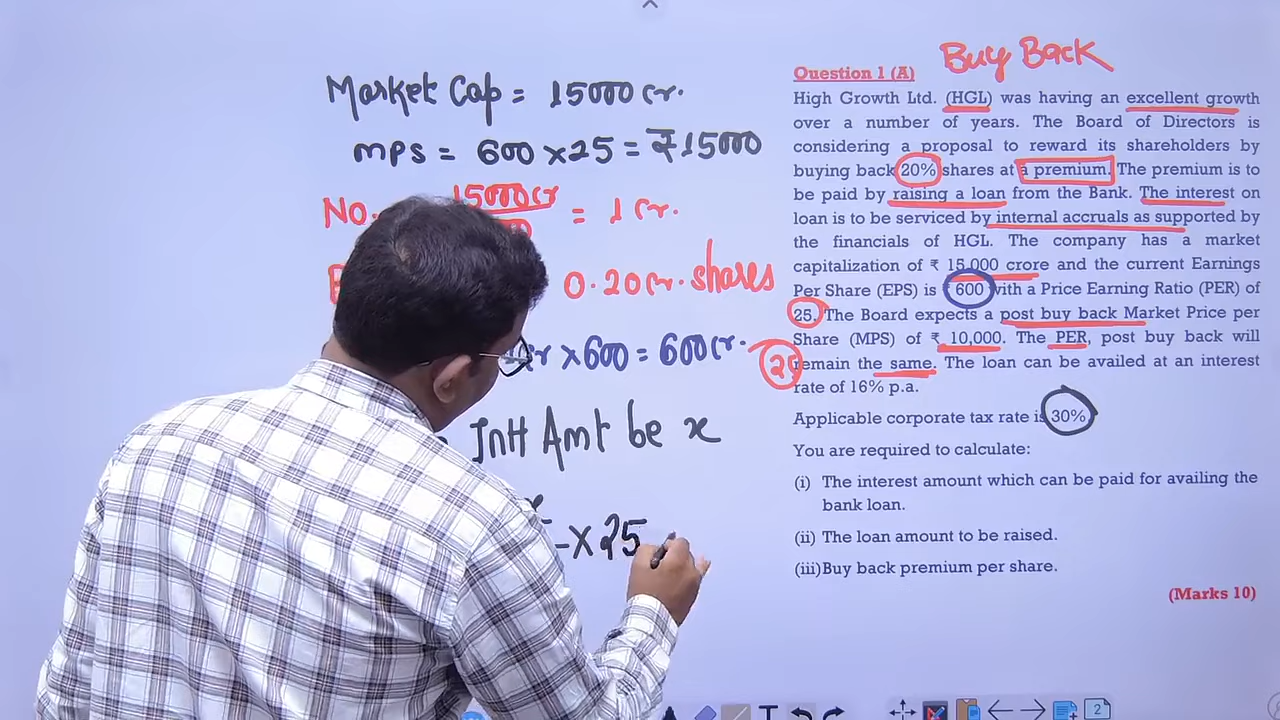 Market Cap = 15000 cr.
MPS = 600 × 25 = ₹15000
No. 15000 cr = 1 cr.
0.20 cr. shares
× 600 = 600 cr.
Int Amt be x
x
× 25
Buy Back
Question 1 (A)
High Growth Ltd. (HGL) was having an excellent growth
over a number of years. The Board of Directors is
considering a proposal to reward its shareholders by
buying back 20% shares at a premium. The premium is to
be paid by raising a loan from the Bank. The interest on
loan is to be serviced by internal accruals as supported by
the financials of HGL. The company has a market
capitalization of ₹ 15,000 crore and the current Earnings
Per Share (EPS) is ₹ 600 with a Price Earning Ratio (PER) of
25. The Board expects a post buy back Market Price per
Share (MPS) of ₹ 10,000. The PER, post buy back will
remain the same. The loan can be availed at an interest
rate of 16% p.a.
Applicable corporate tax rate is 30%
You are required to calculate:
(i) The interest amount which can be paid for availing the
bank loan.
(ii) The loan amount to be raised.
(iii) Buy back premium per share.
(Marks 10)
2